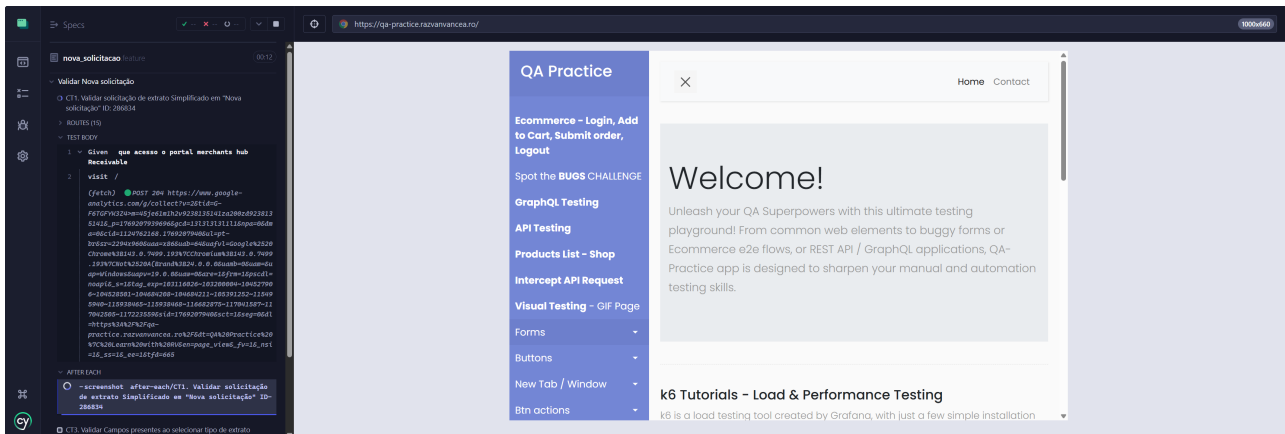 Specs
✓ -- ✗ -- --
nova_solicitacao.feature
00:12
Validar Nova solicitação
CT1. Validar solicitação de extrato Simplificado em "Nova
solicitação" ID: 286834
ROUTES (15)
TEST BODY
1 Given que acesso o portal merchants hub
Receivable
2 visit /
(fetch) POST 204 https://www.google-
AFTER EACH
-screenshot after-each/CT1. Validar solicitação
de extrato Simplificado em "Nova solicitação" ID-
286834
CT3. Validar Campos presentes ao selecionar tipo de extrato
https://qa-practice.razvanvancea.ro/
1000x660
QA Practice
Ecommerce - Login, Add
to Cart, Submit order,
Logout
Spot the BUGS CHALLENGE
GraphQL Testing
API Testing
Products List - Shop
Intercept API Request
Visual Testing - GIF Page
Forms
Buttons
New Tab / Window
Btn actions
Home Contact
Welcome!
Unleash your QA Superpowers with this ultimate testing
playground! From common web elements to buggy forms or
Ecommerce e2e flows, or REST API / GraphQL applications, QA-
Practice app is designed to sharpen your manual and automation
testing skills.
k6 Tutorials - Load & Performance Testing
k6 is a load testing tool created by Grafana, with just a few simple installation
cy